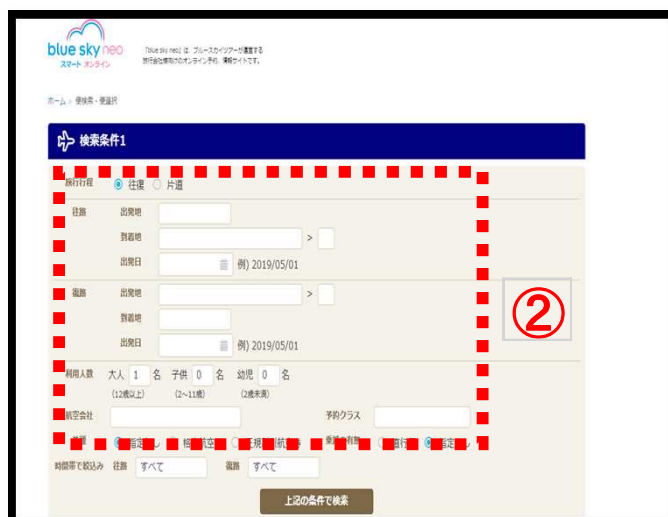 blue sky neo
スマート オンライン
「blue sky neo」は、ブルースカイツアーが運営する
旅行会社様向けのオンライン予約、情報サイトです。
ホーム > 便検索・便選択
検索条件1
旅行行程 往復 片道
往路 出発地
到着地 >
出発日 例) 2019/05/01
復路 出発地 >
到着地
出発日 例) 2019/05/01
②
利用人数 大人 1 名 子供 0 名 幼児 0 名
(12歳以上) (2～11歳) (2歳未満)
航空会社 予約クラス
指定なし
時間帯で絞込み 往路 すべて 復路 すべて
上記の条件で検索